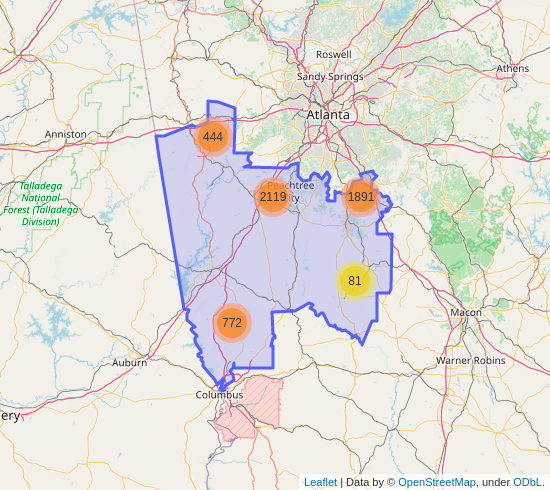 Roswell
Sandy Springs
Athens
Atlanta
Anniston
444
Talladega
National
Forest (Talladega
Division)
Peachtree
City
2119
1891
81
Macon
772
Warner Robins
Auburn
Columbus
ery
Leaflet | Data by © OpenStreetMap, under ODbL.